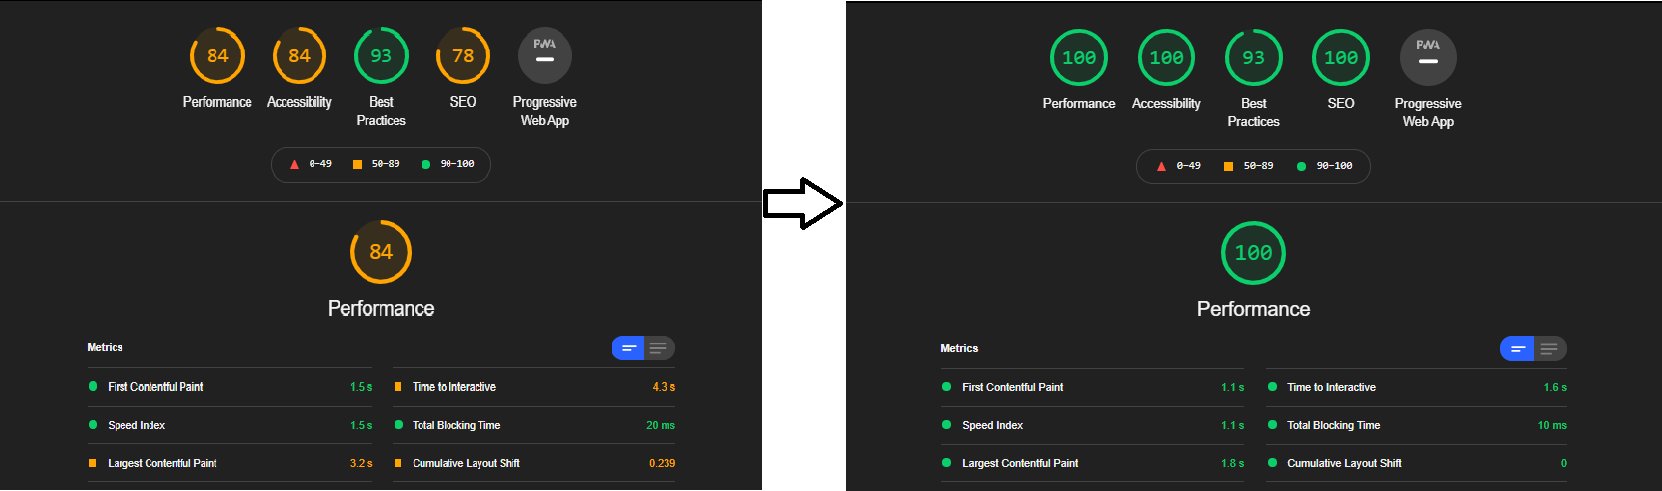 84 84 93 78 PWA
Performance Accessibility Best Practices SEO Progressive Web App
0–49 50–89 90–100
84
Performance
Metrics
First Contentful Paint 1.5 s Time to Interactive 4.3 s
Speed Index 1.5 s Total Blocking Time 20 ms
Largest Contentful Paint 3.2 s Cumulative Layout Shift 0.239
100 100 93 100 PWA
Performance Accessibility Best Practices SEO Progressive Web App
0–49 50–89 90–100
100
Performance
Metrics
First Contentful Paint 1.1 s Time to Interactive 1.6 s
Speed Index 1.1 s Total Blocking Time 10 ms
Largest Contentful Paint 1.8 s Cumulative Layout Shift 0